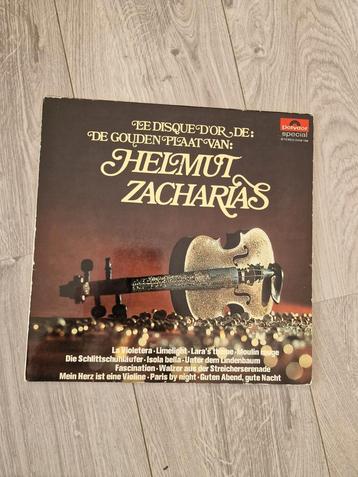 LE DISQUE D'OR DE:
DE GOUDEN PLAAT VAN:
HELMUT
ZACHARIAS
Polydor
special
La Violetera · Limelight · Lara's theme · Moulin rouge
Die Schlittschuhläufer · Isola bella · Unter dem Lindenbaum
Fascination · Walzer aus der Streicherserenade
Mein Herz ist eine Violine · Paris by night · Guten Abend, gute Nacht